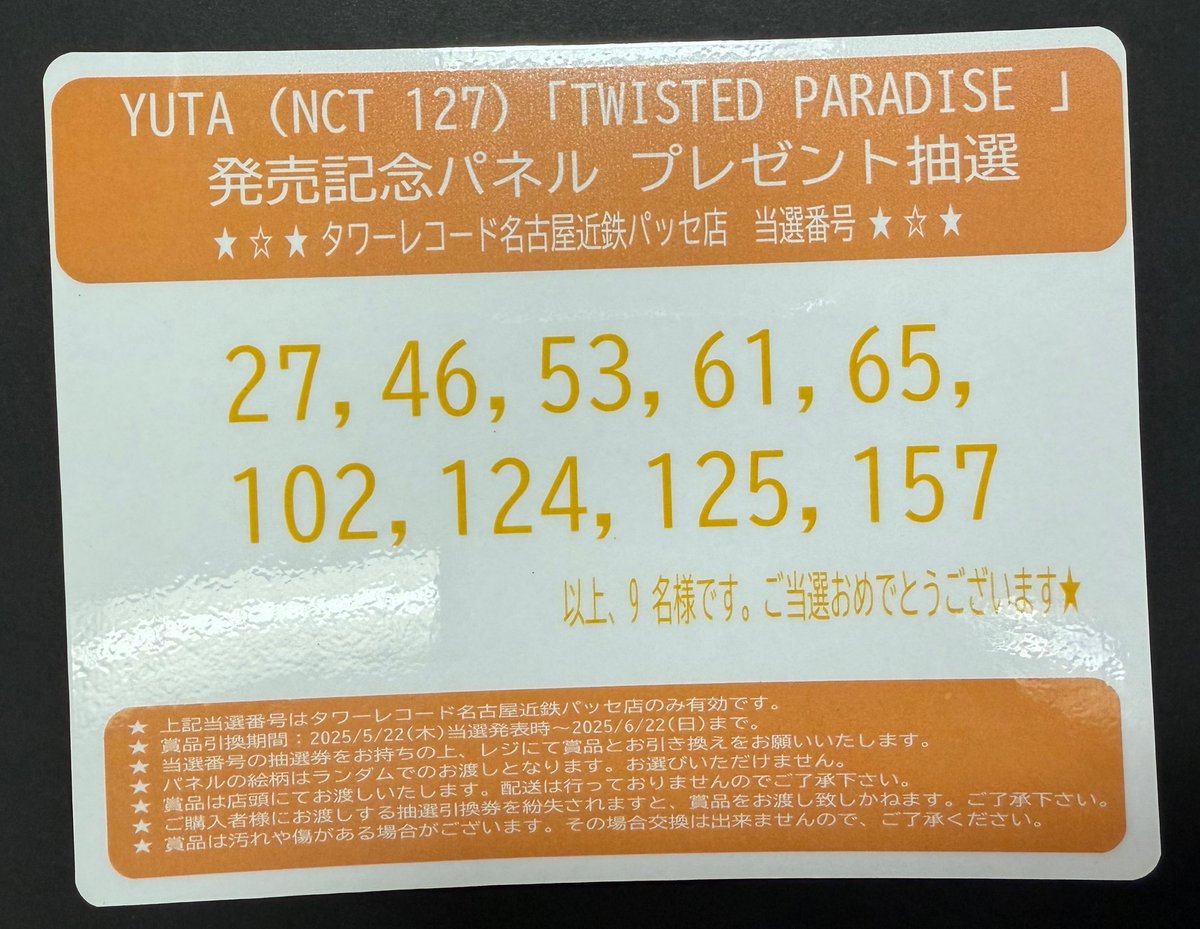 YUTA (NCT 127)「TWISTED PARADISE 」
発売記念パネル プレゼント抽選
★☆★タワーレコード名古屋近鉄パッセ店 当選番号★☆★
27,46,53,61,65,
102,124,125,157
以上、9 名様です。ご当選おめでとうございます★
★ 上記当選番号はタワーレコード名古屋近鉄パッセ店のみ有効です。
★ 賞品引換期間：2025/5/22(木)当選発表時～2025/6/22(日)まで。
★ 当選番号の抽選券をお持ちの上、レジにて賞品とお引き換えをお願いいたします。
★ パネルの絵柄はランダムでのお渡しとなります。お選びいただけません。
★ 賞品は店頭にてお渡しいたします。配送は行っておりませんのでご了承下さい。
★ ご購入者様にお渡しする抽選引換券を紛失されますと、賞品をお渡し致しかねます。ご了承下さい。
★ 賞品は汚れや傷がある場合がございます。その場合交換は出来ませんので、ご了承ください。